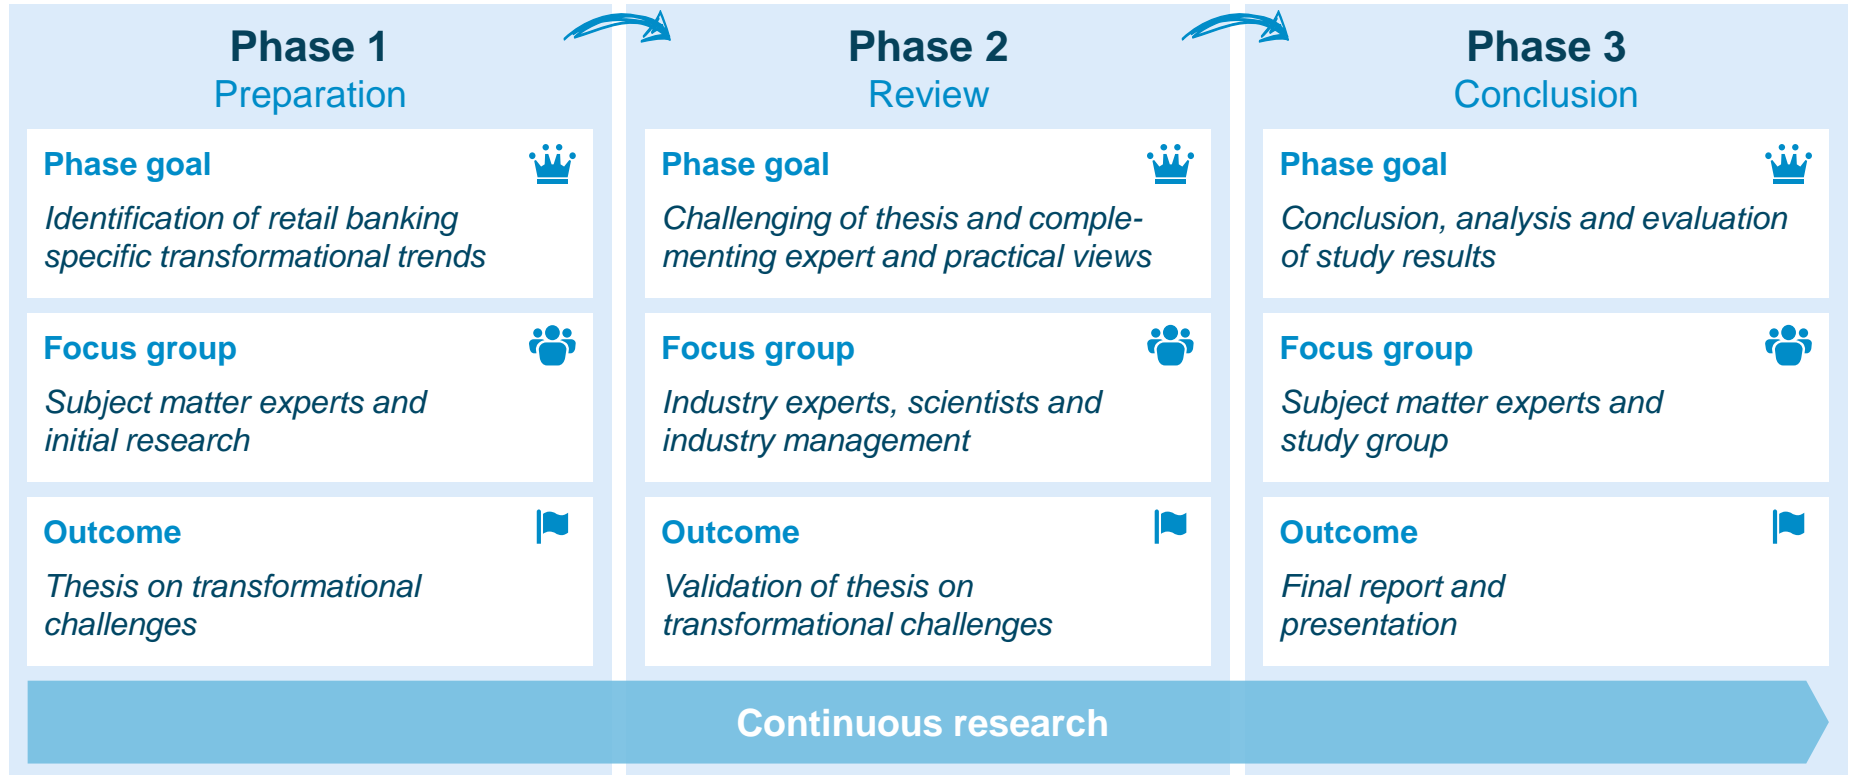 Phase 1
Preparation
Phase goal
Identification of retail banking
specific transformational trends
Focus group
Subject matter experts and
initial research
Outcome
Thesis on transformational
challenges
Phase 2
Review
Phase goal
Challenging of thesis and comple-
menting expert and practical views
Focus group
Industry experts, scientists and
industry management
Outcome
Validation of thesis on
transformational challenges
Phase 3
Conclusion
Phase goal
Conclusion, analysis and evaluation
of study results
Focus group
Subject matter experts and
study group
Outcome
Final report and
presentation
Continuous research